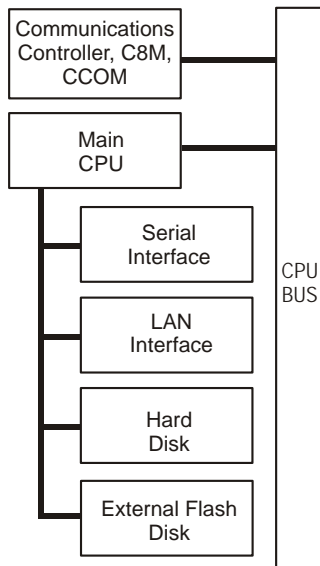 Communications
Controller, C8M,
CCOM
Main
CPU
Serial
Interface
LAN
Interface
CPU
BUS
Hard
Disk
External Flash
Disk